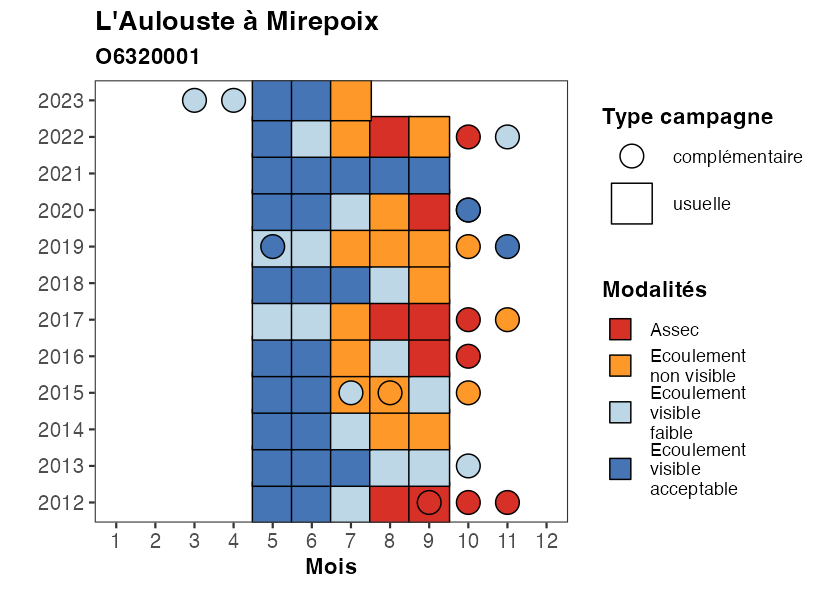 L'Aulouste à Mirepoix
O6320001
2023
2022
2021
2020
2019
2018
2017
2016
2015
2014
2013
2012
1 2 3 4 5 6 7 8 9 10 11 12
Mois
Type campagne
complémentaire
usuelle
Modalités
Assec
Ecoulement
non visible
Ecoulement
visible
faible
Ecoulement
visible
acceptable